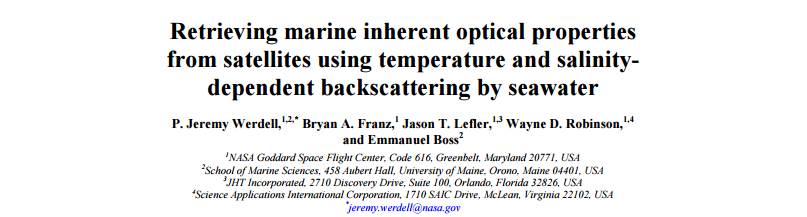 Retrieving marine inherent optical properties
from satellites using temperature and salinity-
dependent backscattering by seawater
P. Jeremy Werdell,1,2,* Bryan A. Franz,1 Jason T. Lefler,1,3 Wayne D. Robinson,1,4
and Emmanuel Boss2
1NASA Goddard Space Flight Center, Code 616, Greenbelt, Maryland 20771, USA
2School of Marine Sciences, 458 Aubert Hall, University of Maine, Orono, Maine 04401, USA
3JHT Incorporated, 2710 Discovery Drive, Suite 100, Orlando, Florida 32826, USA
4Science Applications International Corporation, 1710 SAIC Drive, McLean, Virginia 22102, USA
*jeremy.werdell@nasa.gov